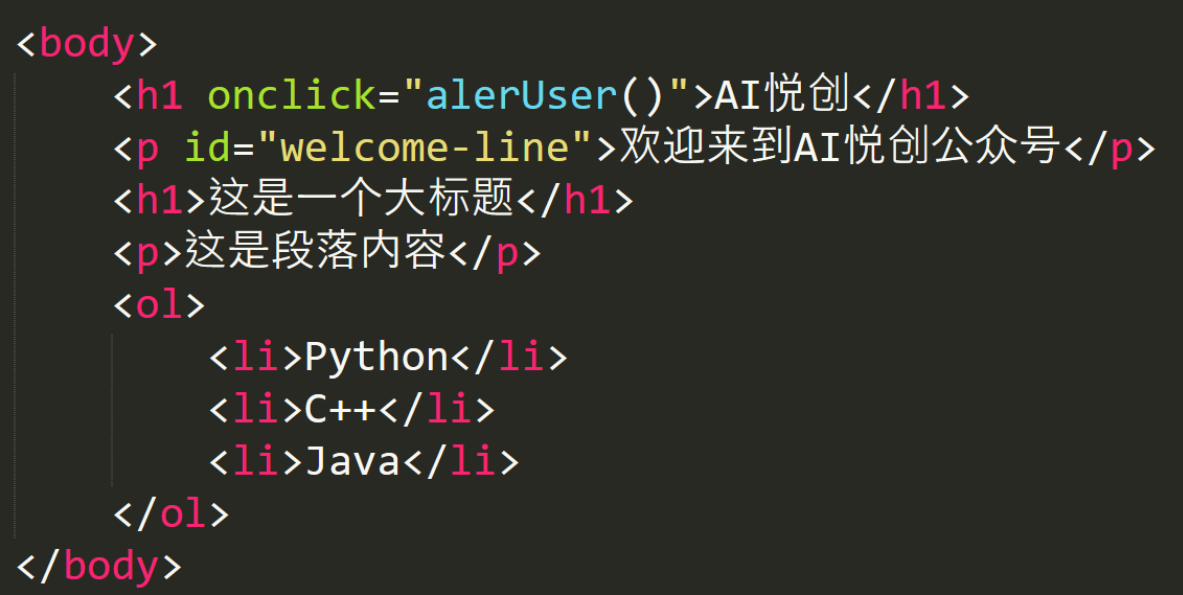 <body>
    <h1 onclick="alerUser()">AI悦创</h1>
    <p id="welcome-line">欢迎来到AI悦创公众号</p>
    <h1>这是一个大标题</h1>
    <p>这是段落内容</p>
    <ol>
        <li>Python</li>
        <li>C++</li>
        <li>Java</li>
    </ol>
</body>